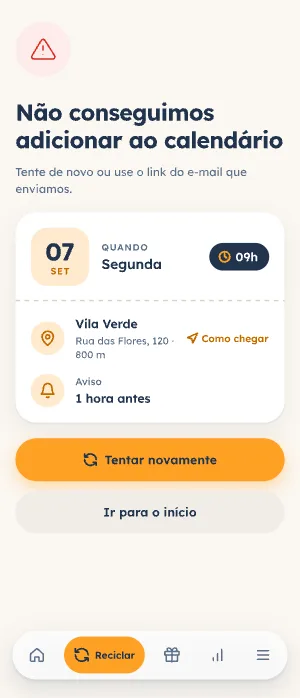 Não conseguimos
adicionar ao calendário
Tente de novo ou use o link do e-mail que
enviamos.
07
SET
QUANDO
Segunda
09h
Vila Verde
Rua das Flores, 120 ·
800 m
Como chegar
Aviso
1 hora antes
Tentar novamente
Ir para o início
Reciclar